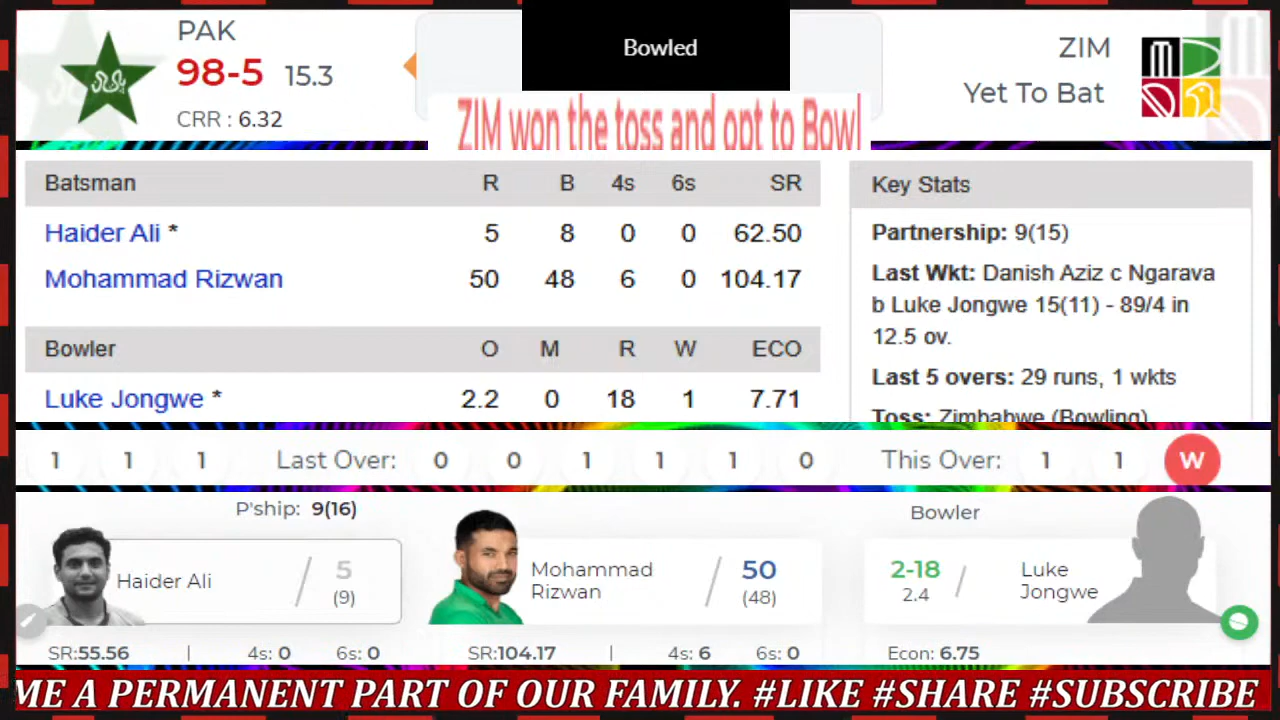 PAK
98-5 15.3
CRR : 6.32
Bowled
ZIM won the toss and opt to Bowl
ZIM
Yet To Bat
Batsman R B 4s 6s SR
Haider Ali * 5 8 0 0 62.50
Mohammad Rizwan 50 48 6 0 104.17
Bowler O M R W ECO
Luke Jongwe * 2.2 0 18 1 7.71
Key Stats
Partnership: 9(15)
Last Wkt: Danish Aziz c Ngarava
b Luke Jongwe 15(11) - 89/4 in
12.5 ov.
Last 5 overs: 29 runs, 1 wkts
Toss: Zimbabwe (Bowling)
1 1 1 Last Over: 0 0 1 1 1 0 This Over: 1 1 W
P'ship: 9(16)
Haider Ali / 5
(9)
SR:55.56 | 4s: 0 6s: 0
Mohammad
Rizwan / 50
(48)
SR:104.17 | 4s: 6 6s: 0
Bowler
2-18 / Luke
2.4 Jongwe
Econ: 6.75
ME A PERMANENT PART OF OUR FAMILY. #LIKE #SHARE #SUBSCRIBE